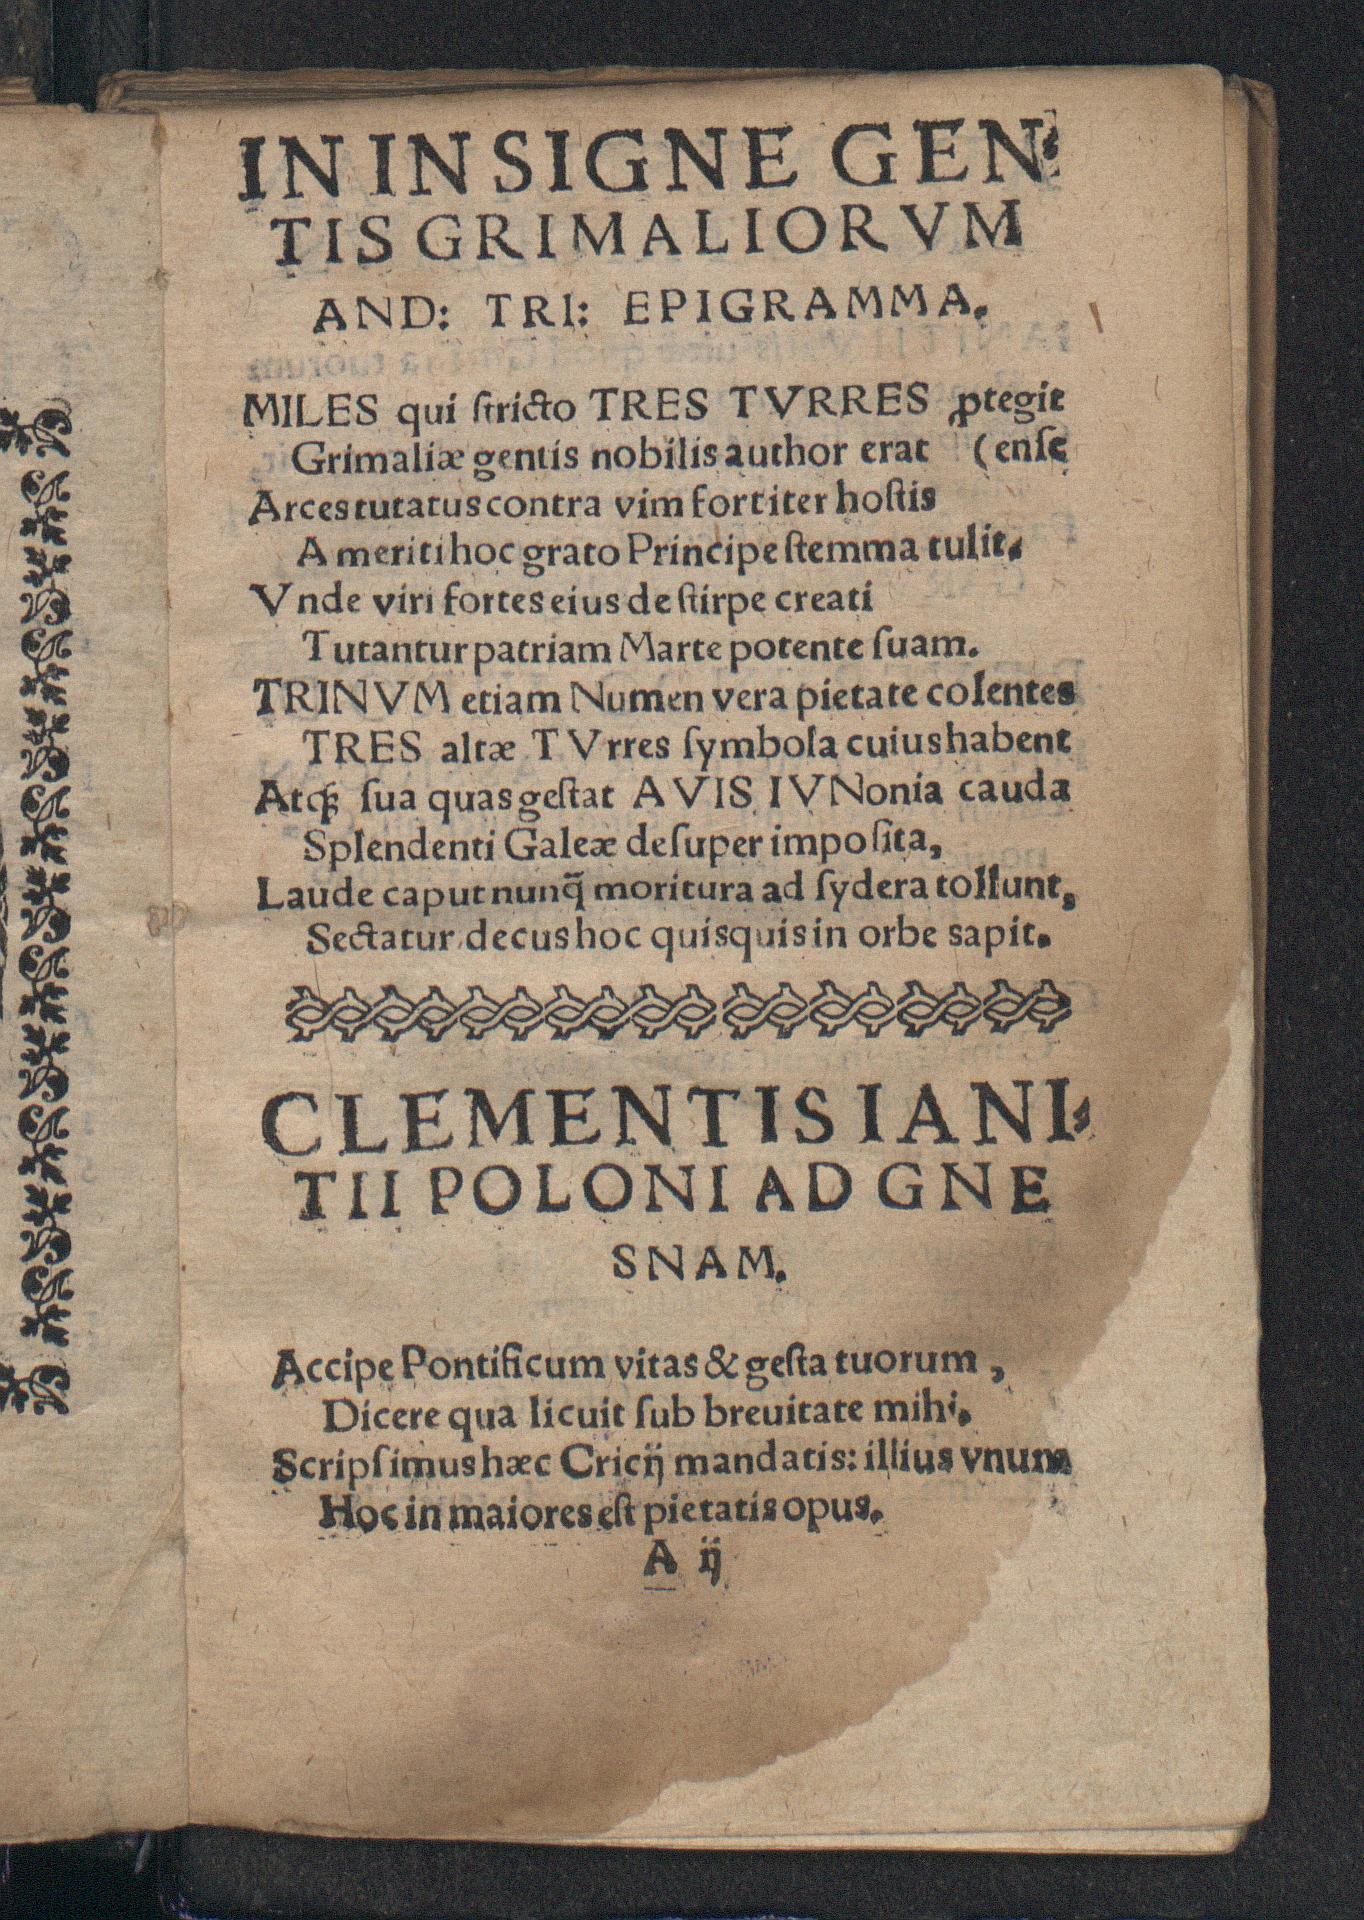 IN INSIGNE GEN⸗
TIS GRIMALIORVM
AND: TRI: EPIGRAMMA.
MILES qui ſtricto TRES TVRRES ꝓtegit
Grimaliæ gentis nobilis author erat (enſe
Arces tutatus contra vim fortiter hoſtis
A meriti hoc grato Principe ſtemma tulit.
Vnde viri fortes eius de ſtirpe creati
Tutantur patriam Marte potente ſuam.
TRINVM etiam Numen vera pietate colentes
TRES altæ TVrres ſymbola cuius habent
Atqꝫ ſua quas geſtat AVIS IVNonia cauda
Splendenti Galeæ deſuper impoſita,
Laude caput nunq̃ moritura ad ſydera tollunt,
Sectatur decus hoc quisquis in orbe sapit.
CLEMENTIS IANI⸗
TII POLONI AD GNE
SNAM.
Accipe Pontificum vitas & geſta tuorum,
Dicere qua licuit ſub breuitate mihi.
Scripſimus hæc Cricij mandatis: illius vnum
Hoc in maiores eſt pietatis opus.
A ij